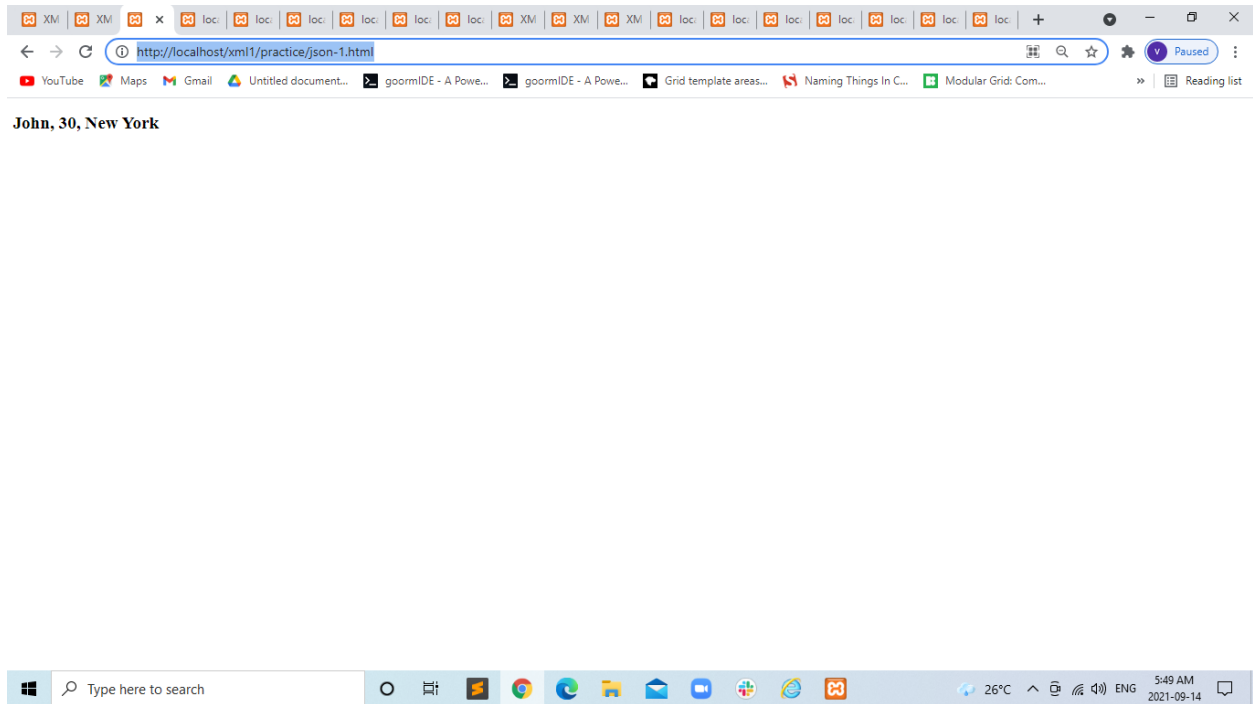 XM XM loc loc loc loc loc loc XM XM XM loc loc loc loc loc loc loc
http://localhost/xml1/practice/json-1.html V Paused
YouTube Maps Gmail Untitled document... goormIDE - A Powe... goormIDE - A Powe... Grid template areas... Naming Things In C... Modular Grid: Com... » Reading list
John, 30, New York
Type here to search 26°C ENG 5:49 AM
2021-09-14